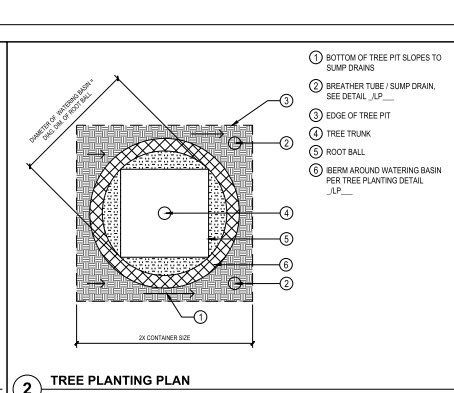 DIAMETER OF WATERING BASIN =
DIAG. DIM. OF ROOT BALL
3
2
4
5
6
2
1
2X CONTAINER SIZE
1 BOTTOM OF TREE PIT SLOPES TO
SUMP DRAINS
2 BREATHER TUBE / SUMP DRAIN,
SEE DETAIL _/LP___
3 EDGE OF TREE PIT
4 TREE TRUNK
5 ROOT BALL
6 IBERM AROUND WATERING BASIN
PER TREE PLANTING DETAIL
_/LP___
2 TREE PLANTING PLAN